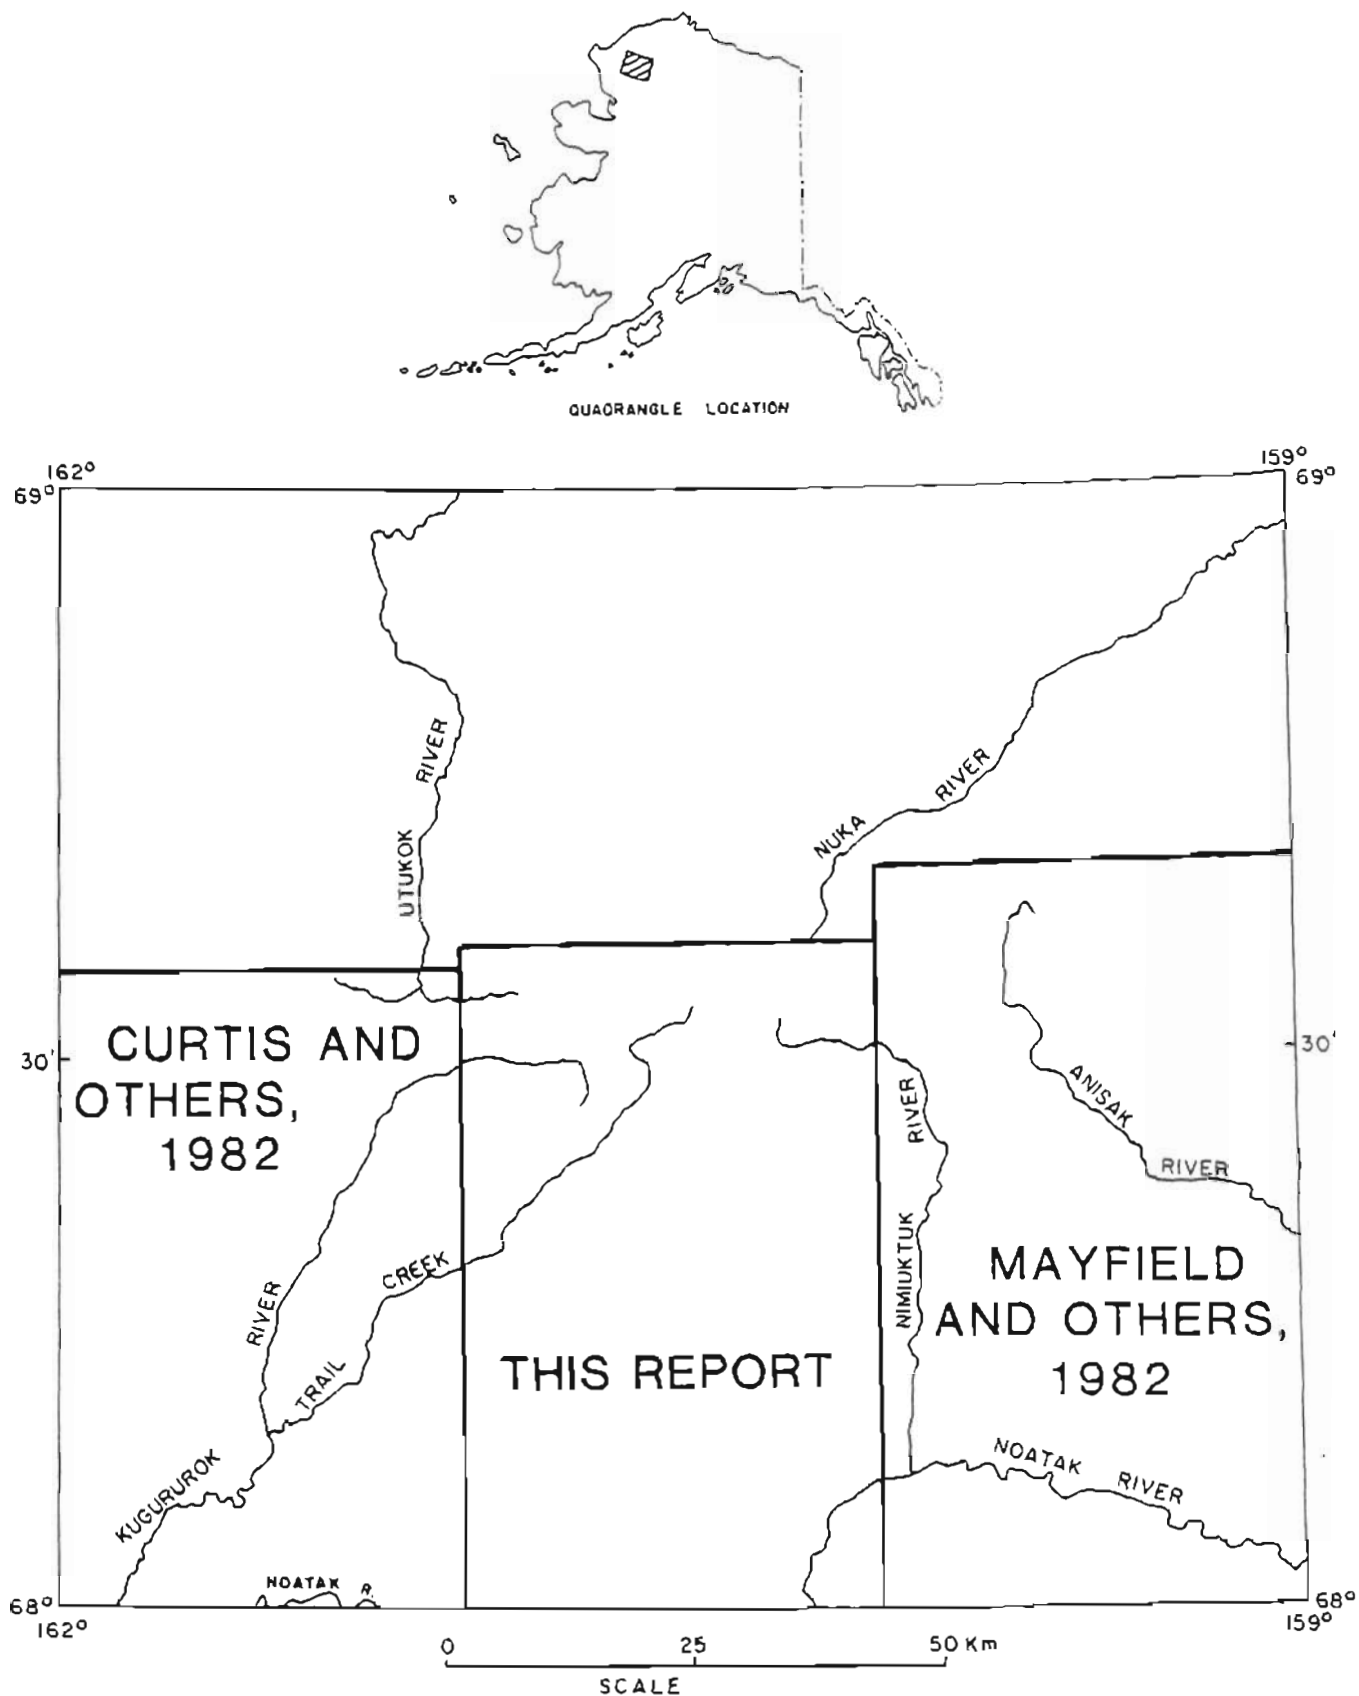 QUADRANGLE LOCATION
162°
159°
69°
69°
UTUKOK RIVER
NUKA RIVER
30'
30'
CURTIS AND
OTHERS,
1982
RIVER
ANISAK RIVER
NIMIUKTUK
RIVER
TRAIL CREEK
THIS REPORT
MAYFIELD
AND OTHERS,
1982
KUGURUROK
NOATAK RIVER
NOATAK R.
68°
68°
162°
159°
0 25 50 Km
SCALE